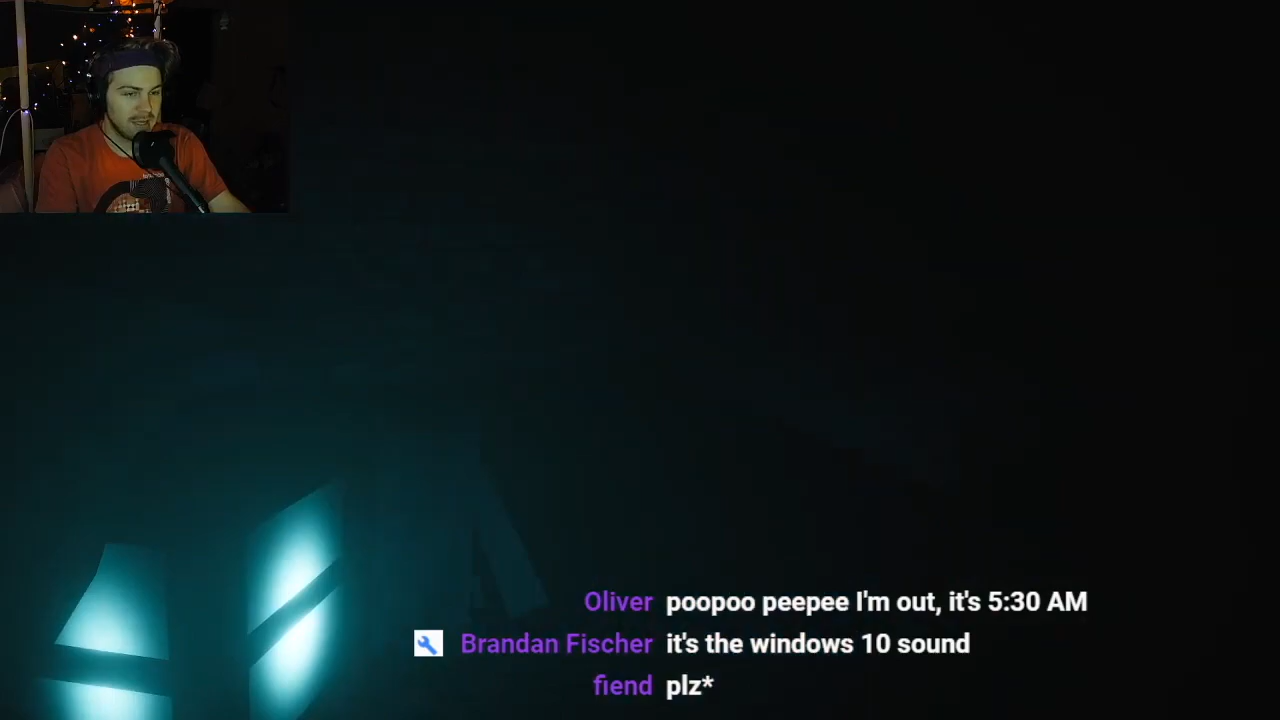 Oliver poopoo peepee I'm out, it's 5:30 AM
Brandan Fischer it's the windows 10 sound
fiend plz*